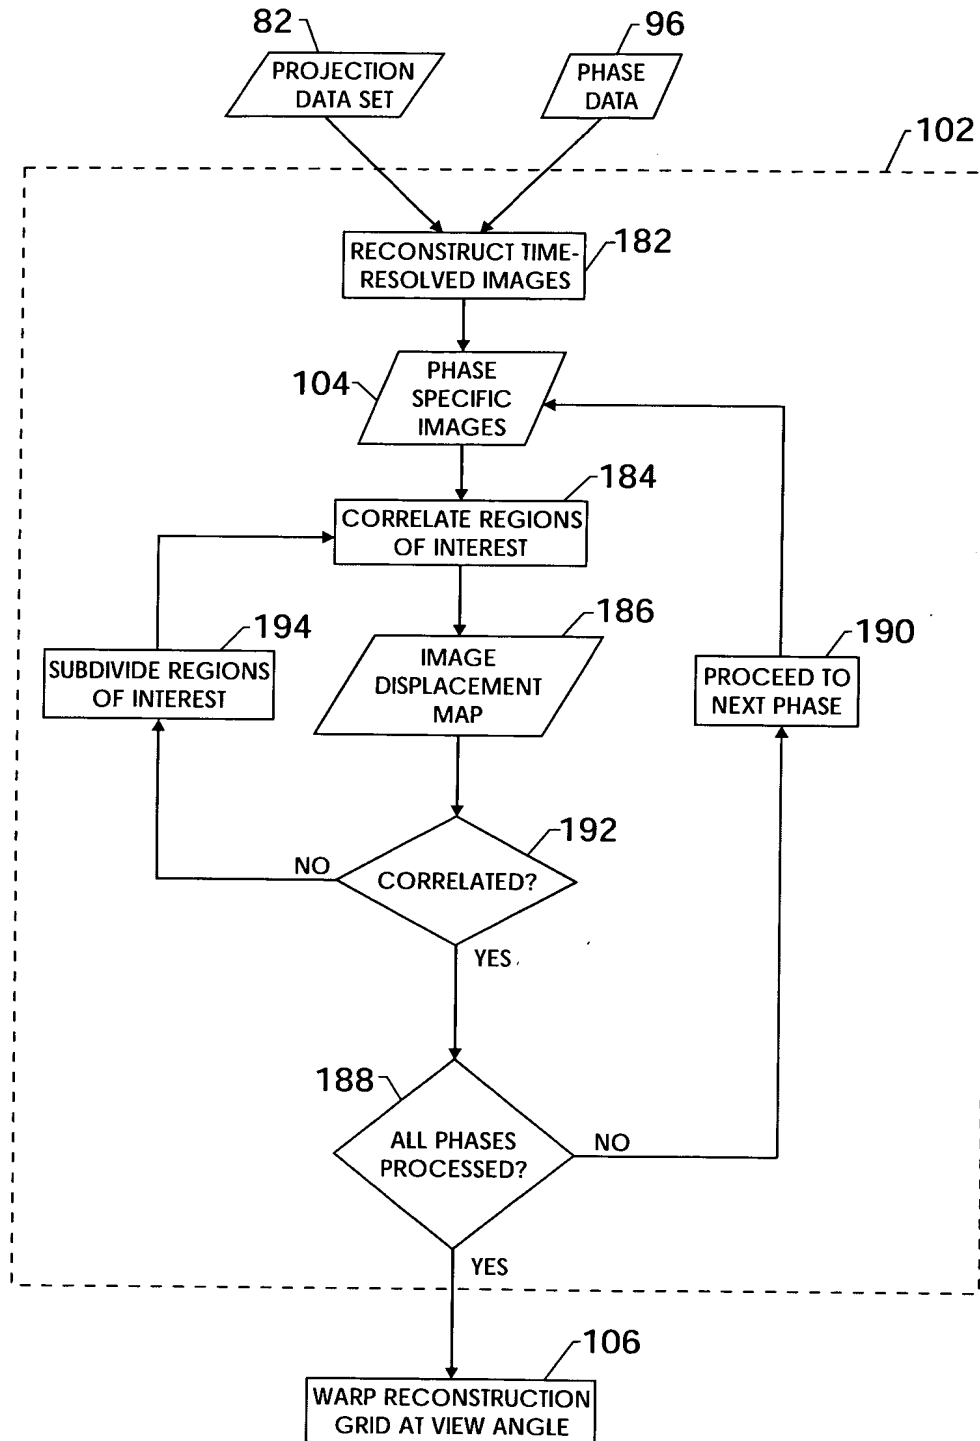 82
96
PROJECTION
DATA SET
PHASE
DATA
102
RECONSTRUCT TIME-
RESOLVED IMAGES
182
104
PHASE
SPECIFIC
IMAGES
184
CORRELATE REGIONS
OF INTEREST
194
SUBDIVIDE REGIONS
OF INTEREST
186
IMAGE
DISPLACEMENT
MAP
190
PROCEED TO
NEXT PHASE
192
NO
CORRELATED?
YES
188
ALL PHASES
PROCESSED?
NO
YES
106
WARP RECONSTRUCTION
GRID AT VIEW ANGLE